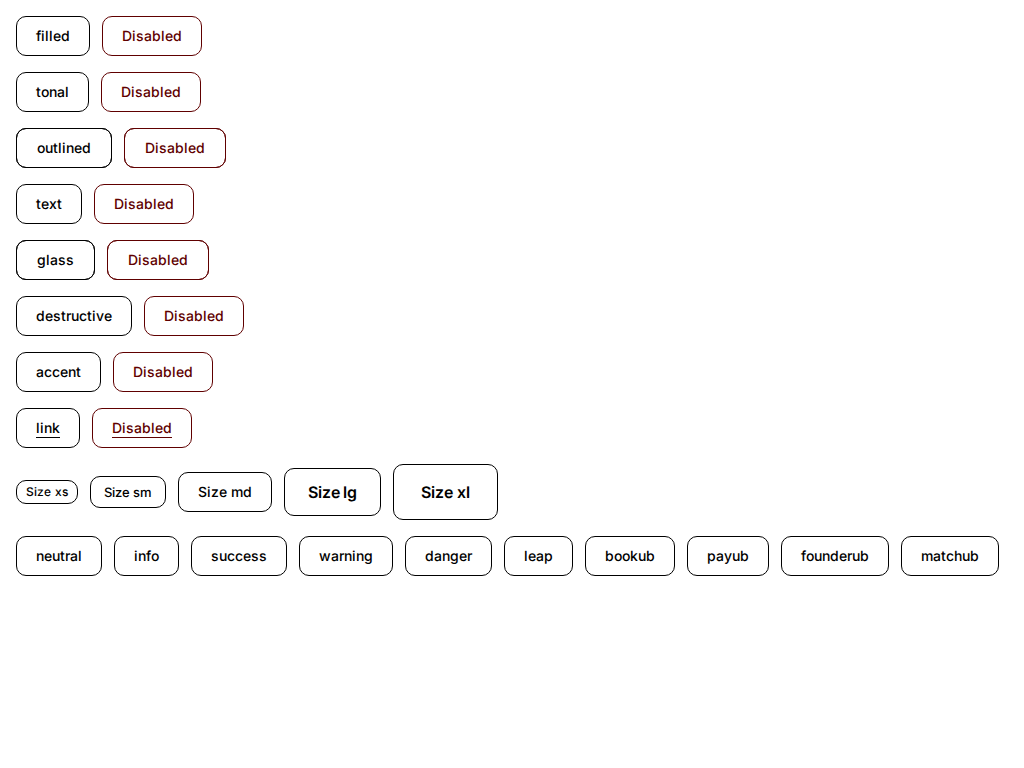 filled Disabled
tonal Disabled
outlined Disabled
text Disabled
glass Disabled
destructive Disabled
accent Disabled
link Disabled
Size xs Size sm Size md Size lg Size xl
neutral info success warning danger leap bookub payub founderub matchub